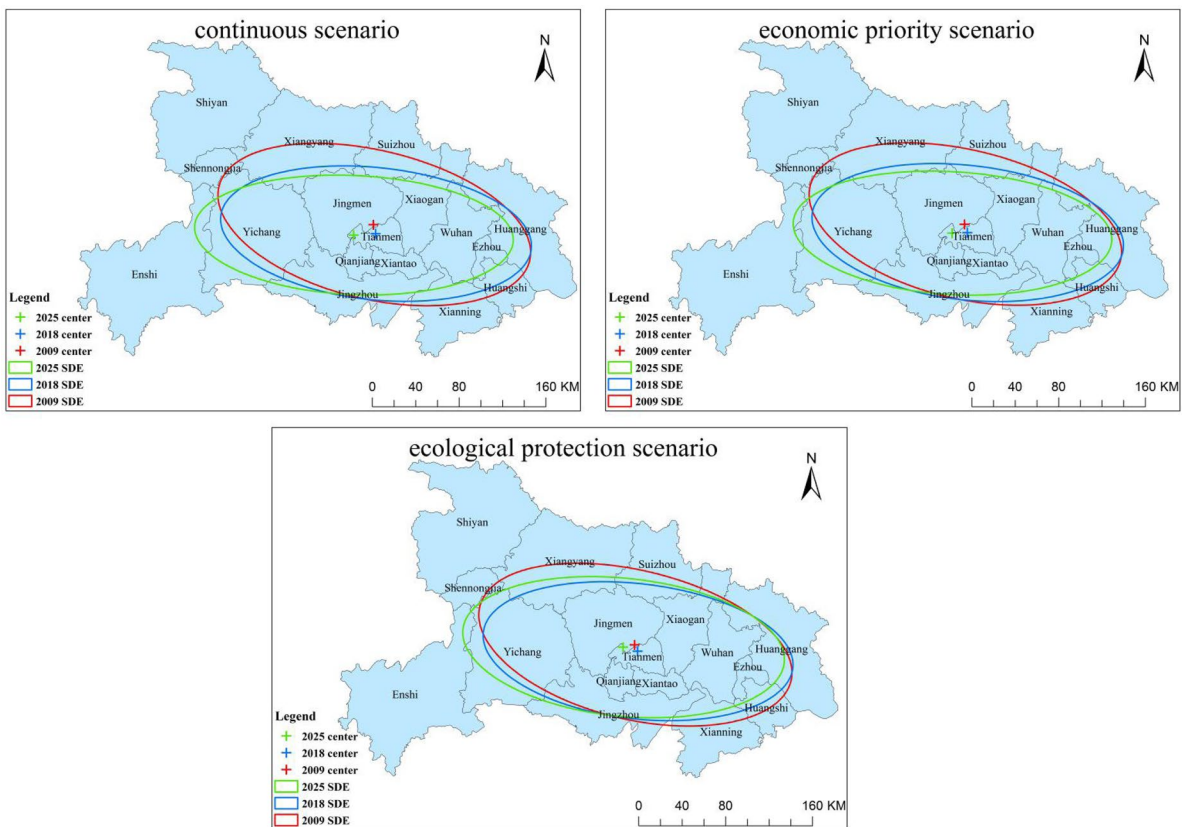 continuous scenario
N
Shiyan
Xiangyang
Suizhou
Shennongjia
Jingmen
Xiaogan
Yichang
Tianmen
Wuhan
Huanggang
Ezhou
Enshi
Qianjiang
Xiantao
Jingzhou
Huangshi
Xianning
Legend
2025 center
2018 center
2009 center
2025 SDE
2018 SDE
2009 SDE
0 40 80 160 KM
economic priority scenario
N
Shiyan
Xiangyang
Suizhou
Shennongjia
Jingmen
Xiaogan
Yichang
Tianmen
Wuhan
Huanggang
Ezhou
Enshi
Qianjiang
Xiantao
Jingzhou
Huangshi
Xianning
Legend
2025 center
2018 center
2009 center
2025 SDE
2018 SDE
2009 SDE
0 40 80 160 KM
ecological protection scenario
N
Shiyan
Xiangyang
Suizhou
Shennongjia
Jingmen
Xiaogan
Yichang
Tianmen
Wuhan
Huanggang
Ezhou
Enshi
Qianjiang
Xiantao
Jingzhou
Huangshi
Xianning
Legend
2025 center
2018 center
2009 center
2025 SDE
2018 SDE
2009 SDE
0 40 80 160 KM